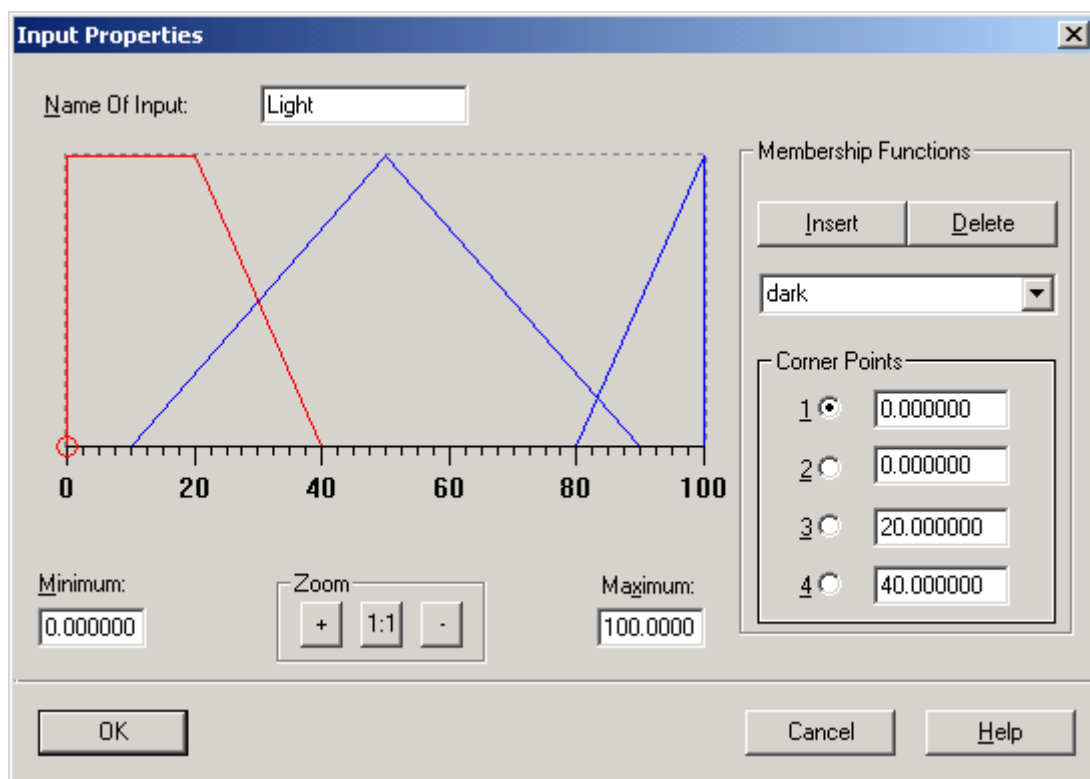 Input Properties
Name Of Input: Light
Membership Functions
Insert Delete
dark
Corner Points
1 0.000000
2 0.000000
3 20.000000
4 40.000000
0 20 40 60 80 100
Minimum:
0.000000
Zoom
+ 1:1 -
Maximum:
100.0000
OK Cancel Help